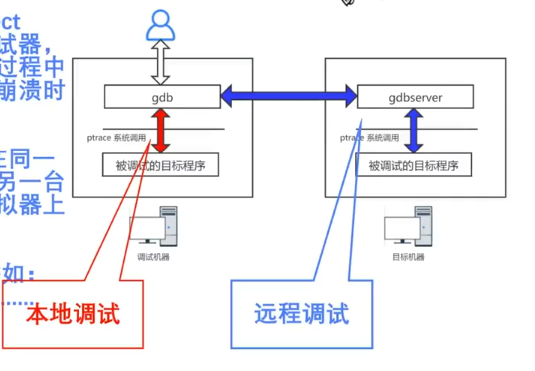 ect
试器，
过程中
崩溃时
在同一
另一台
拟器上
如：
……
gdb
gdbserver
ptrace 系统调用
ptrace 系统调用
被调试的目标程序
被调试的目标程序
调试机器
目标机器
本地调试
远程调试